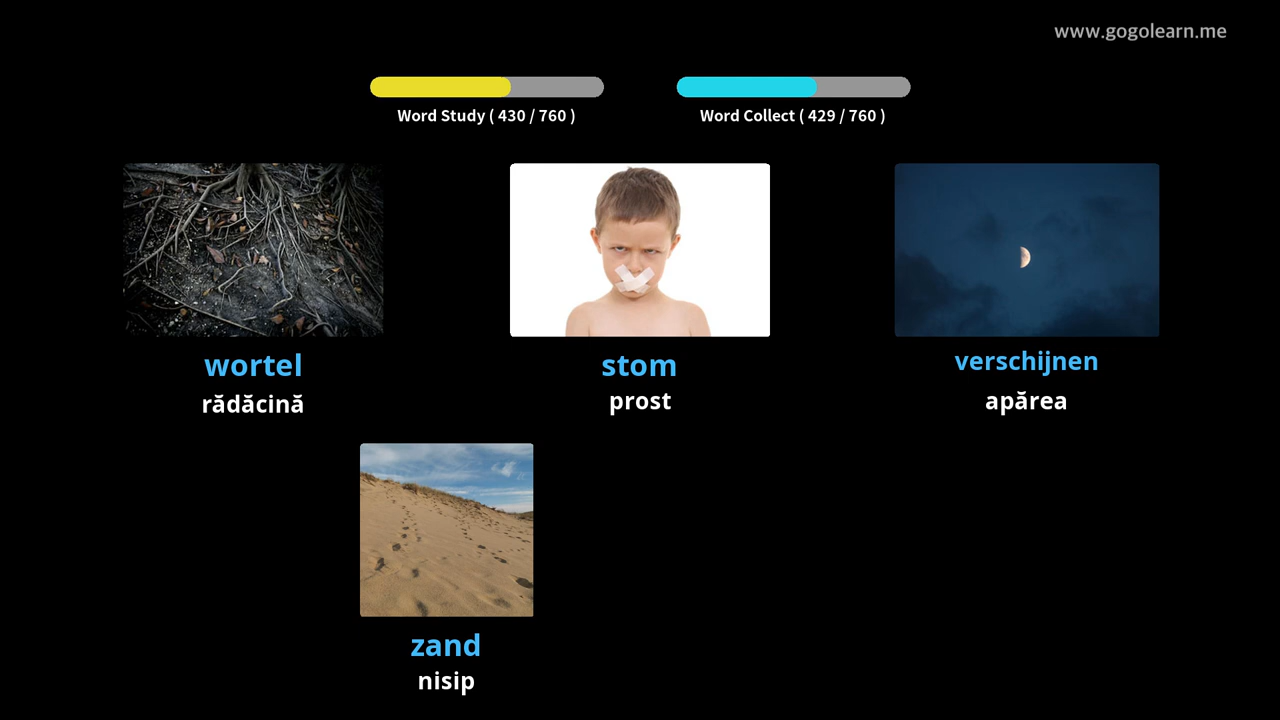 www.gogolearn.me
Word Study ( 430 / 760 )
Word Collect ( 429 / 760 )
wortel
rădăcină
stom
prost
verschijnen
apărea
zand
nisip